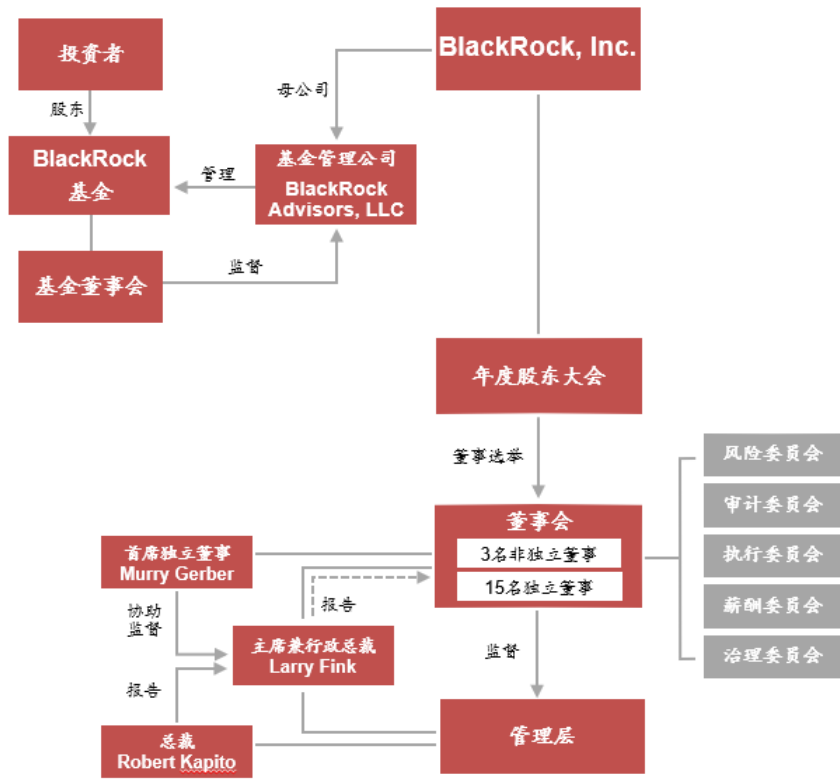 投资者
BlackRock, Inc.
母公司
股东
BlackRock
基金
管理
基金管理公司
BlackRock
Advisors, LLC
基金董事会
监督
年度股东大会
董事选举
风险委员会
审计委员会
执行委员会
薪酬委员会
治理委员会
董事会
3名非独立董事
15名独立董事
首席独立董事
Murry Gerber
协助
监督
报告
主席兼行政总裁
Larry Fink
监督
报告
总裁
Robert Kapito
管理层